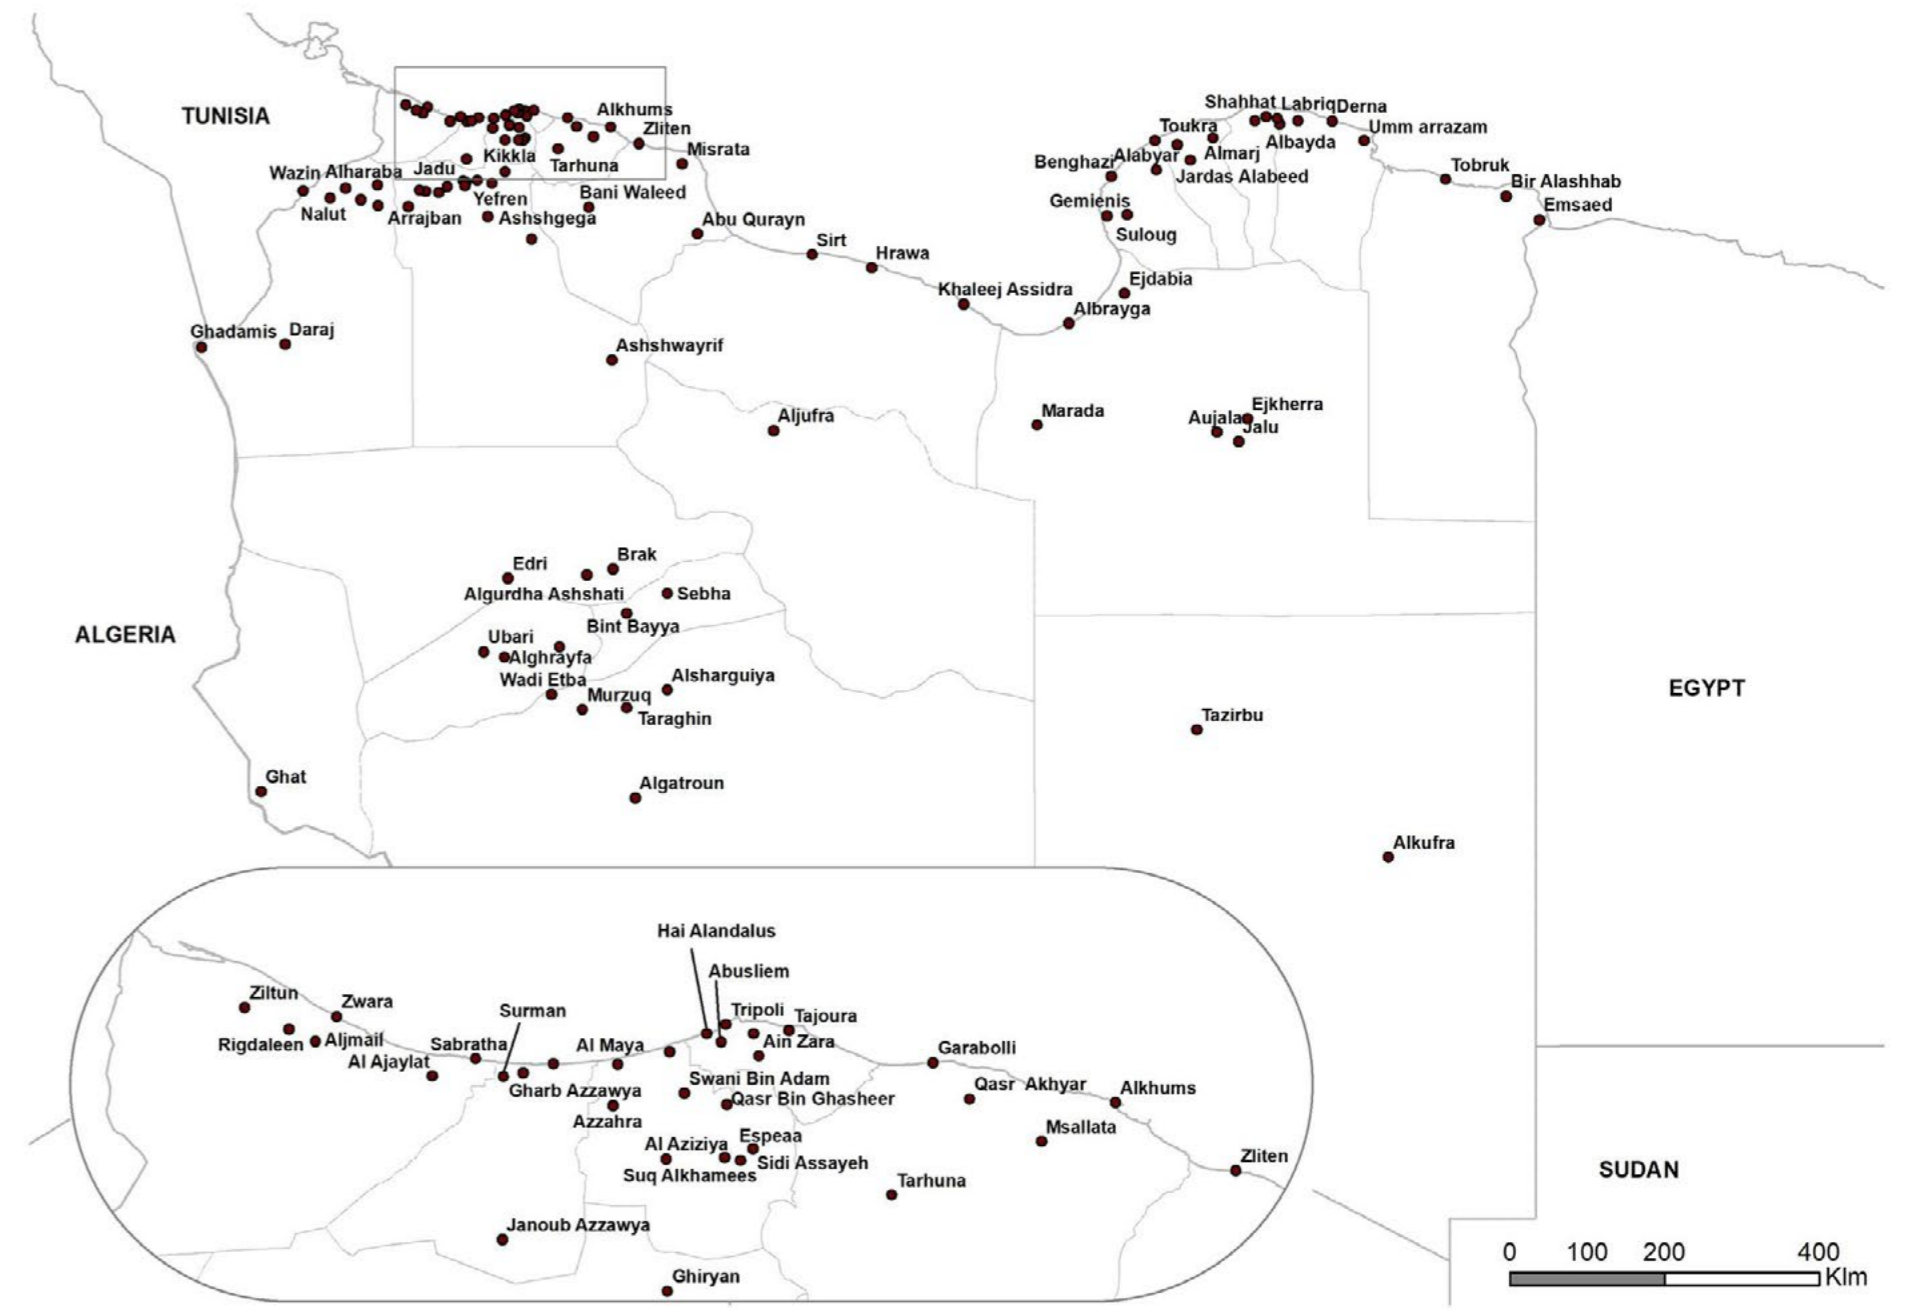 TUNISIA
Alkhums
Zliten
Misrata
Kikkla
Tarhuna
Wazin
Alharaba
Jadu
Nalut
Arrajban
Yefren
Ashshgega
Bani Waleed
Abu Qurayn
Sirt
Hrawa
Khaleej Assidra
Albrayga
Ejdabia
Shahhat
Labriq
Derna
Umm arrazam
Toukra
Albayda
Benghazi
Alabyar
Almarj
Jardas Alabeed
Gemienis
Suloug
Tobruk
Bir Alashhab
Emsaed
Ghadamis
Daraj
Ashshwayrif
Aljufra
Marada
Ejkherra
Aujala
Jalu
ALGERIA
Edri
Brak
Algurdha Ashshati
Sebha
Bint Bayya
Ubari
Alghrayfa
Wadi Etba
Murzuq
Alsharguiya
Taraghin
Algatroun
Ghat
Tazirbu
Alkufra
EGYPT
SUDAN
Hai Alandalus
Abusliem
Ziltun
Zwara
Surman
Tripoli
Tajoura
Rigdaleen
Aljmail
Sabratha
Al Maya
Ain Zara
Al Ajaylat
Garabolli
Gharb Azzawya
Swani Bin Adam
Qasr Akhyar
Alkhums
Qasr Bin Ghasheer
Azzahra
Msallata
Al Aziziya
Espeaa
Suq Alkhamees
Sidi Assayeh
Zliten
Tarhuna
Janoub Azzawya
Ghiryan
0 100 200 400
Klm